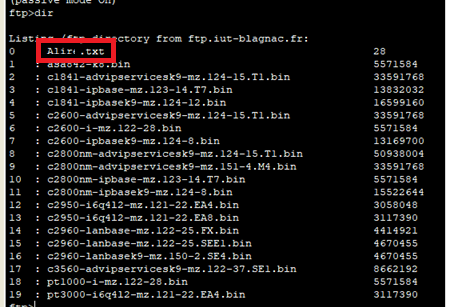 (passive mode On)
ftp>dir
Listing /ftp directory from ftp.iut-blagnac.fr:
0 Alire.txt 28
1 : asa842-k8.bin 5571584
2 : c1841-advipservicesk9-mz.124-15.T1.bin 33591768
3 : c1841-ipbase-mz.123-14.T7.bin 13832032
4 : c1841-ipbasek9-mz.124-12.bin 16599160
5 : c2600-advipservicesk9-mz.124-15.T1.bin 33591768
6 : c2600-i-mz.122-28.bin 5571584
7 : c2600-ipbasek9-mz.124-8.bin 13169700
8 : c2800nm-advipservicesk9-mz.124-15.T1.bin 50938004
9 : c2800nm-advipservicesk9-mz.151-4.M4.bin 33591768
10 : c2800nm-ipbase-mz.123-14.T7.bin 5571584
11 : c2800nm-ipbasek9-mz.124-8.bin 15522644
12 : c2950-i6q4l2-mz.121-22.EA4.bin 3058048
13 : c2950-i6q4l2-mz.121-22.EA8.bin 3117390
14 : c2960-lanbase-mz.122-25.FX.bin 4414921
15 : c2960-lanbase-mz.122-25.SEE1.bin 4670455
16 : c2960-lanbasek9-mz.150-2.SE4.bin 4670455
17 : c3560-advipservicesk9-mz.122-37.SE1.bin 8662192
18 : pt1000-i-mz.122-28.bin 5571584
19 : pt3000-i6q4l2-mz.121-22.EA4.bin 3117390
ftp>